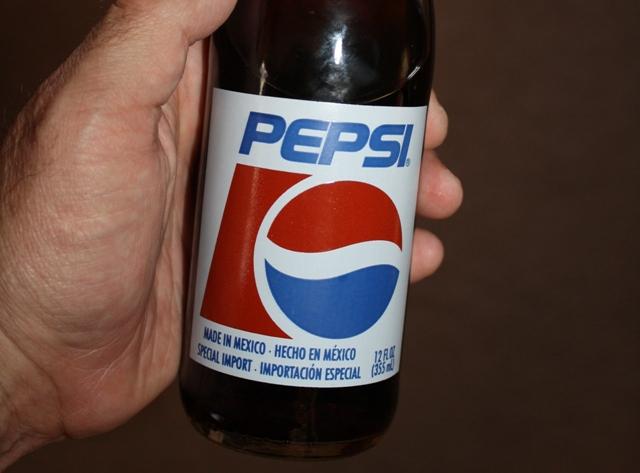 PEPSI®
MADE IN MEXICO · HECHO EN MÉXICO
SPECIAL IMPORT · IMPORTACIÓN ESPECIAL
12 FL OZ
(355 mL)